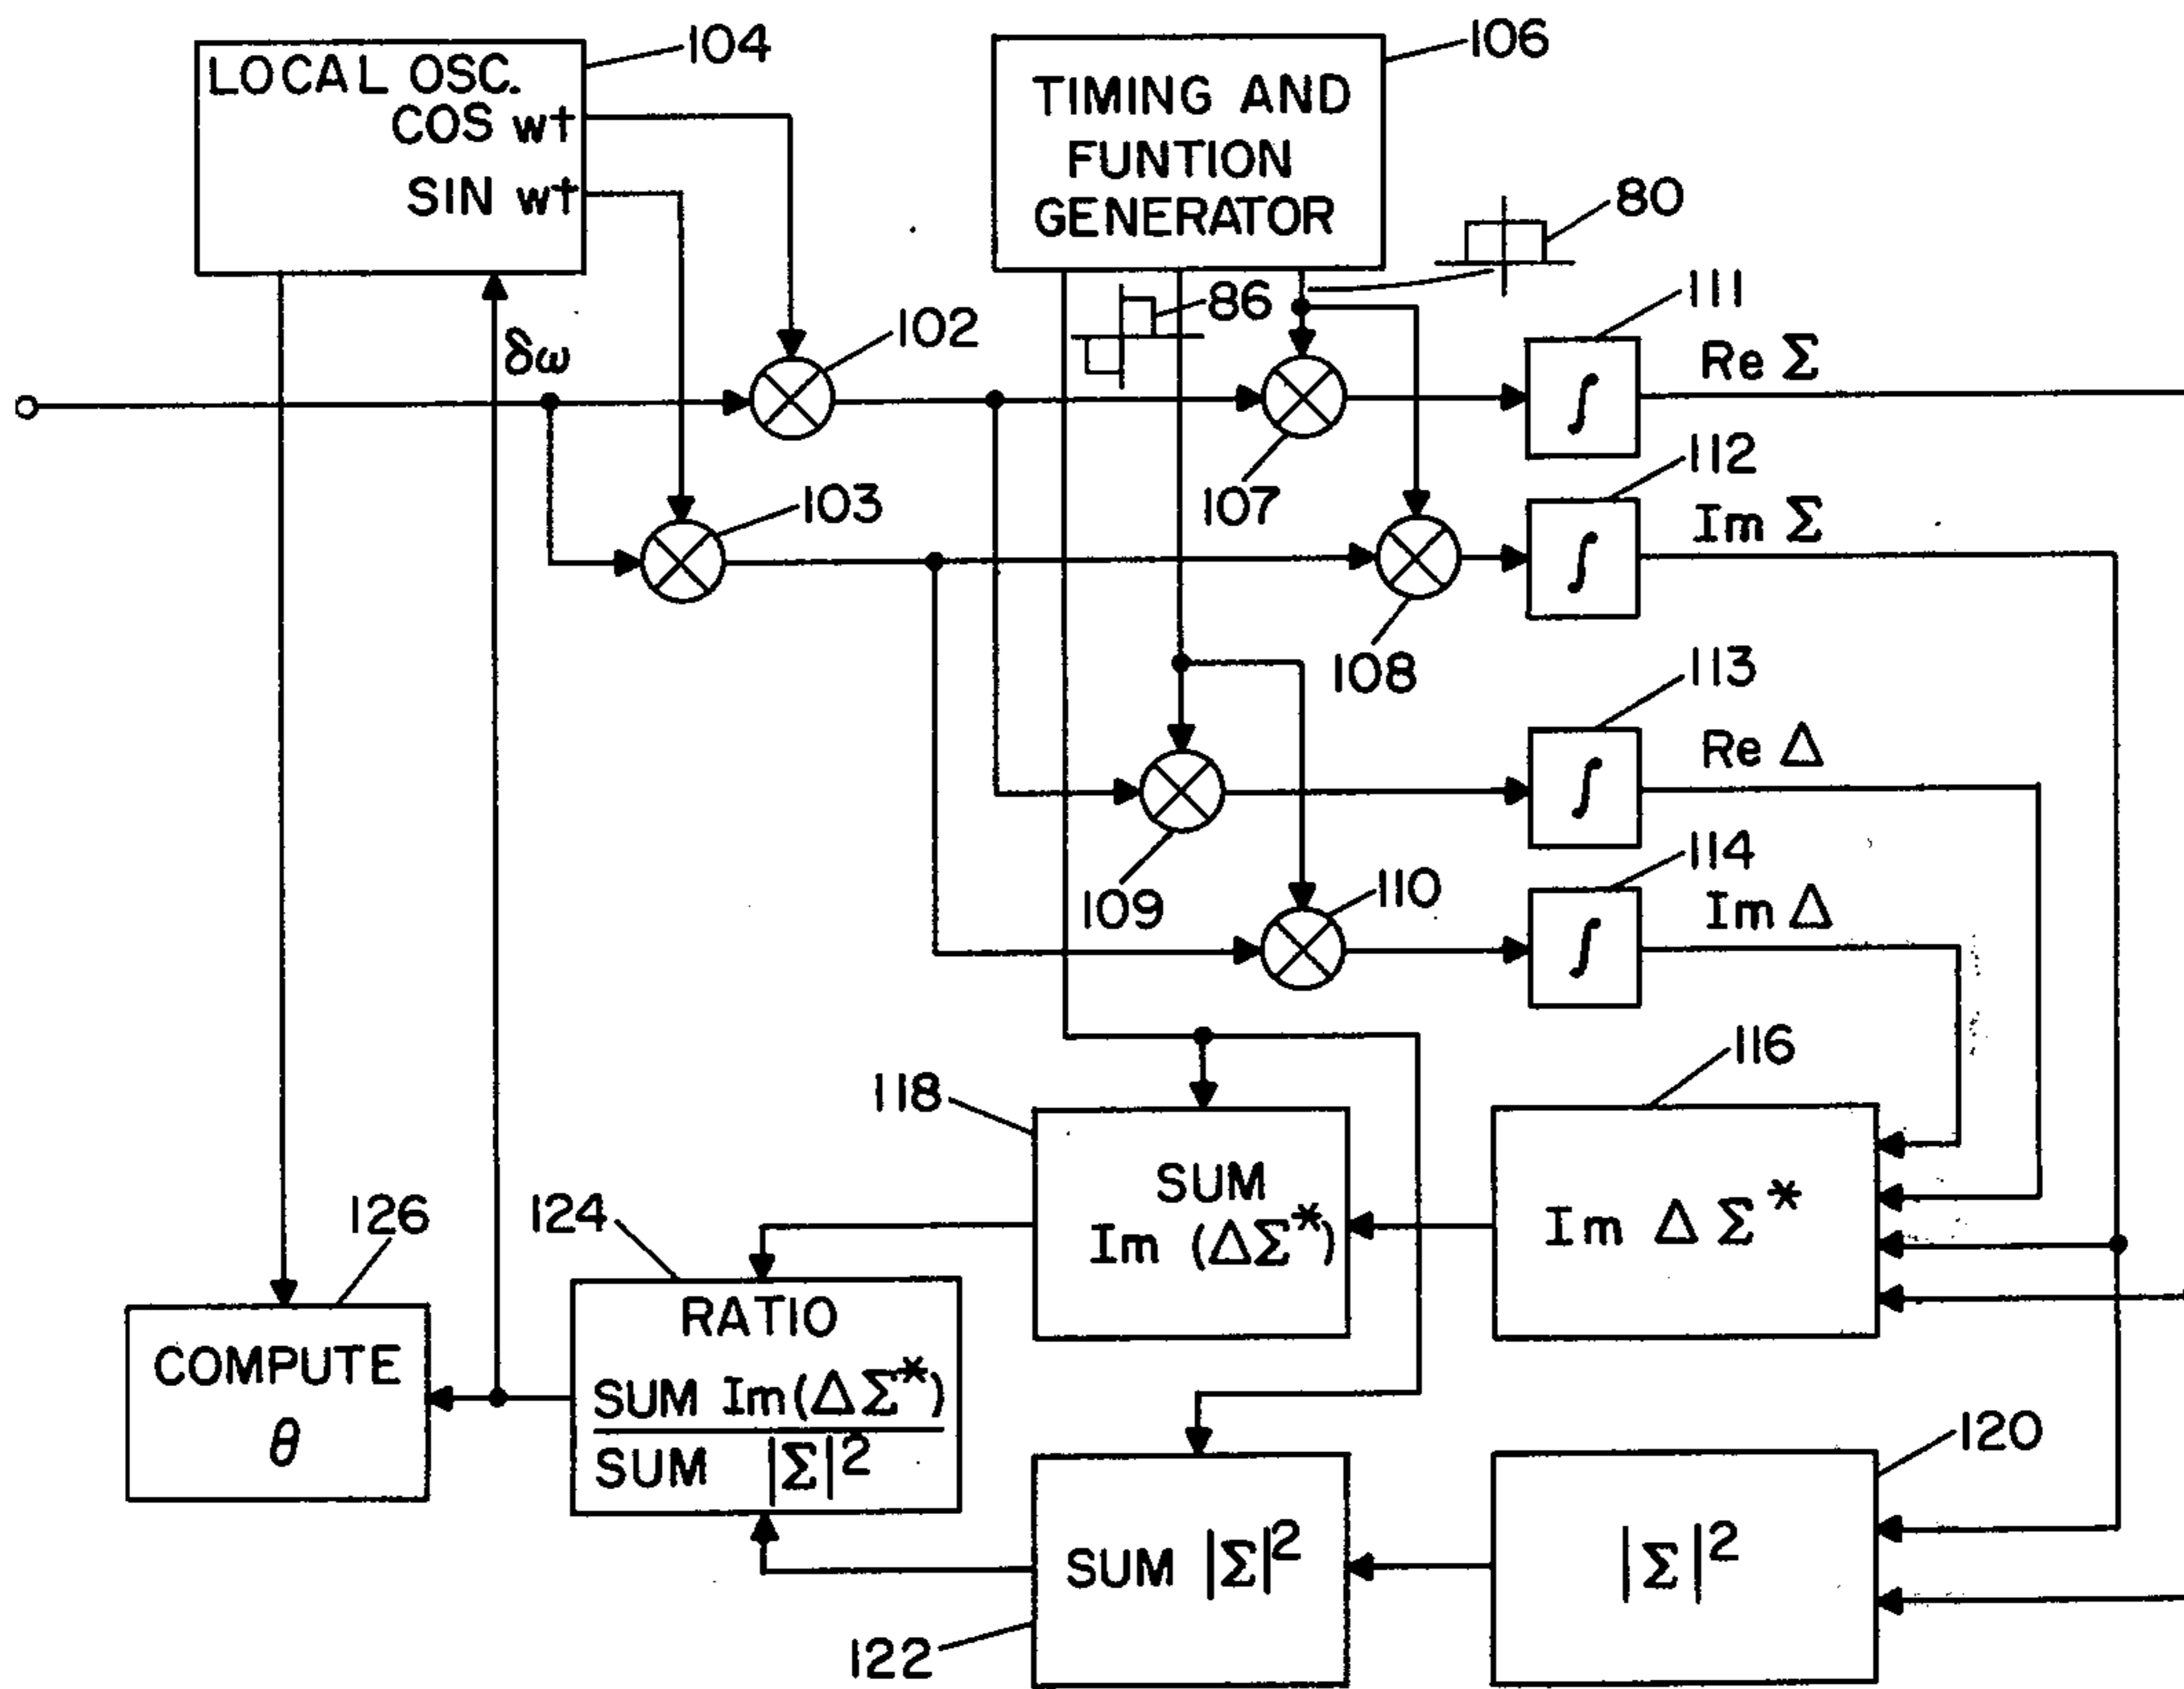 104
LOCAL OSC.
COS wt
SIN wt
106
TIMING AND
FUNTION
GENERATOR
80
86
δω
102
103
107
108
111
Re Σ
∫
112
Im Σ
∫
109
110
113
Re Δ
∫
114
Im Δ
∫
116
Im Δ Σ*
118
SUM
Im (ΔΣ*)
120
|Σ|²
122
SUM |Σ|²
124
RATIO
SUM Im(ΔΣ*)
SUM |Σ|²
126
COMPUTE
θ